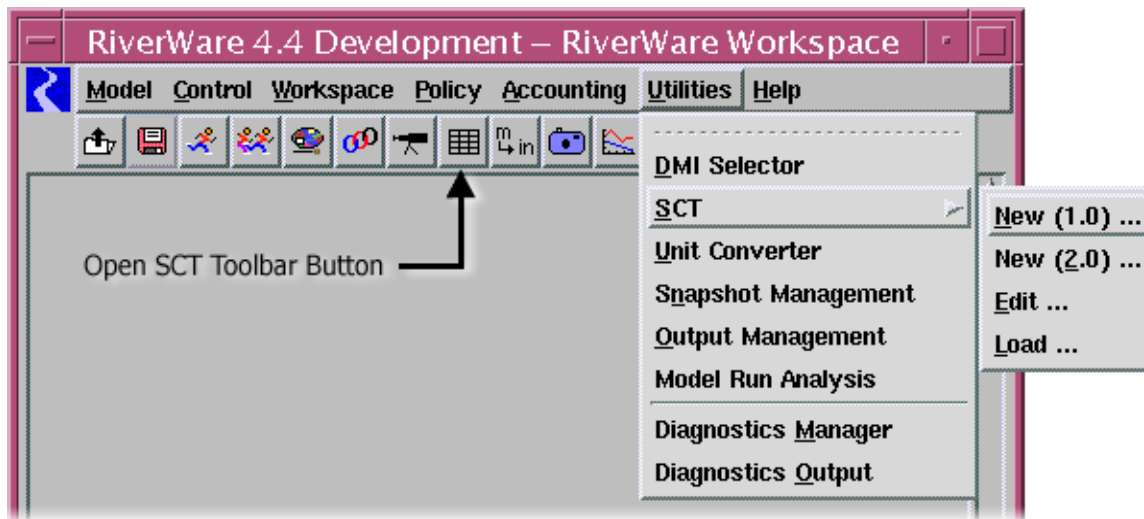 RiverWare 4.4 Development – RiverWare Workspace
Model Control Workspace Policy Accounting Utilities Help
m in
DMI Selector
SCT
Unit Converter
Snapshot Management
Output Management
Model Run Analysis
Diagnostics Manager
Diagnostics Output
New (1.0) ...
New (2.0) ...
Edit ...
Load ...
Open SCT Toolbar Button